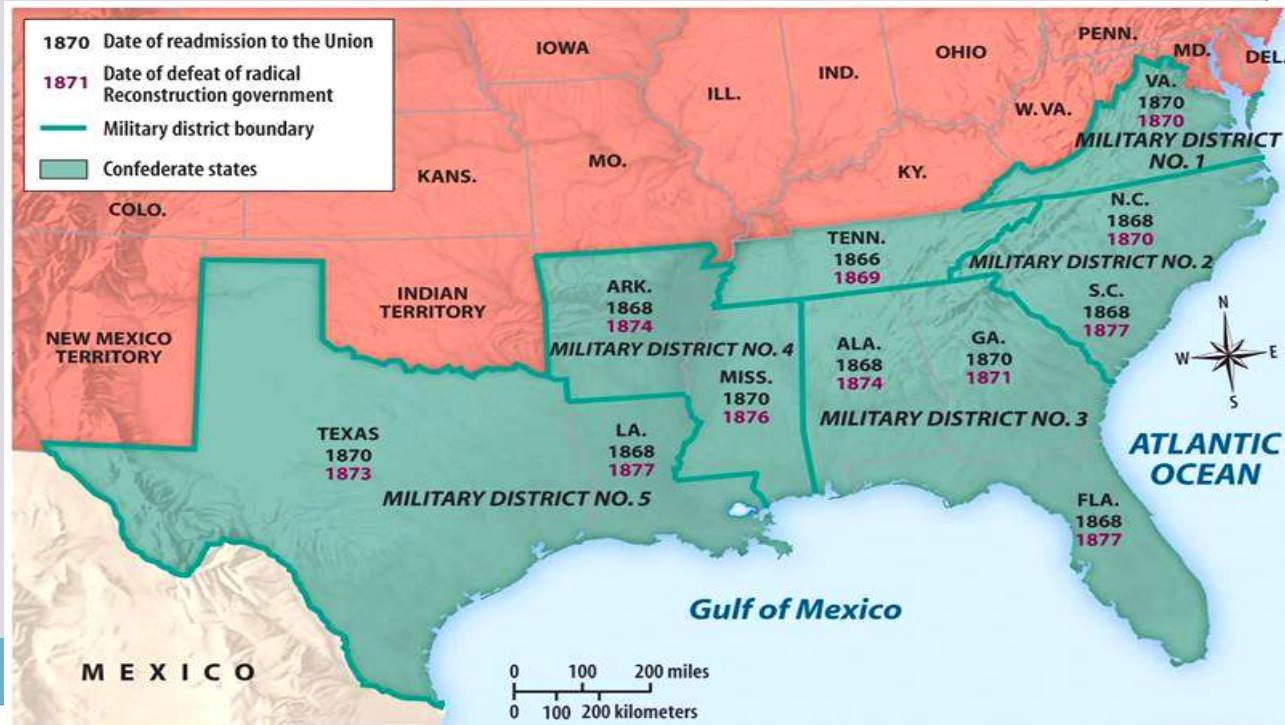 1870 Date of readmission to the Union
1871 Date of defeat of radical
Reconstruction government
Military district boundary
Confederate states
IOWA
ILL.
IND.
OHIO
PENN.
MD.
DEL.
W. VA.
VA.
1870
1870
MILITARY DISTRICT
NO. 1
COLO.
KANS.
MO.
KY.
N.C.
1868
1870
MILITARY DISTRICT NO. 2
S.C.
1868
1877
TENN.
1866
1869
NEW MEXICO
TERRITORY
INDIAN
TERRITORY
ARK.
1868
1874
MILITARY DISTRICT NO. 4
MISS.
1870
1876
ALA.
1868
1874
GA.
1870
1871
MILITARY DISTRICT NO. 3
N
W
E
S
TEXAS
1870
1873
LA.
1868
1877
MILITARY DISTRICT NO. 5
ATLANTIC
OCEAN
FLA.
1868
1877
Gulf of Mexico
MEXICO
0 100 200 miles
0 100 200 kilometers